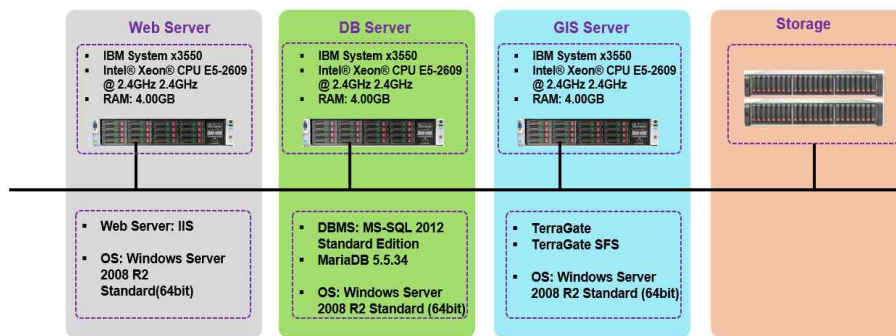 Web Server
▪ IBM System x3550
▪ Intel® Xeon® CPU E5-2609
@ 2.4GHz 2.4GHz
▪ RAM: 4.00GB
▪ Web Server: IIS
▪ OS: Windows Server
2008 R2
Standard(64bit)
DB Server
▪ IBM System x3550
▪ Intel® Xeon® CPU E5-2609
@ 2.4GHz 2.4GHz
▪ RAM: 4.00GB
▪ DBMS: MS-SQL 2012
Standard Edition
▪ MariaDB 5.5.34
▪ OS: Windows Server
2008 R2 Standard (64bit)
GIS Server
▪ IBM System x3550
▪ Intel® Xeon® CPU E5-2609
@ 2.4GHz 2.4GHz
▪ RAM: 4.00GB
▪ TerraGate
▪ TerraGate SFS
▪ OS: Windows Server
2008 R2 Standard (64bit)
Storage